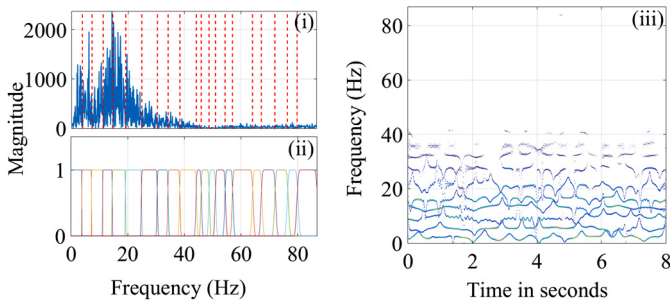 (i)
2000
1000
0
Magnitude
(ii)
1
0
0 20 40 60 80
Frequency (Hz)
(iii)
80
60
40
20
0
Frequency (Hz)
0 2 4 6 8
Time in seconds